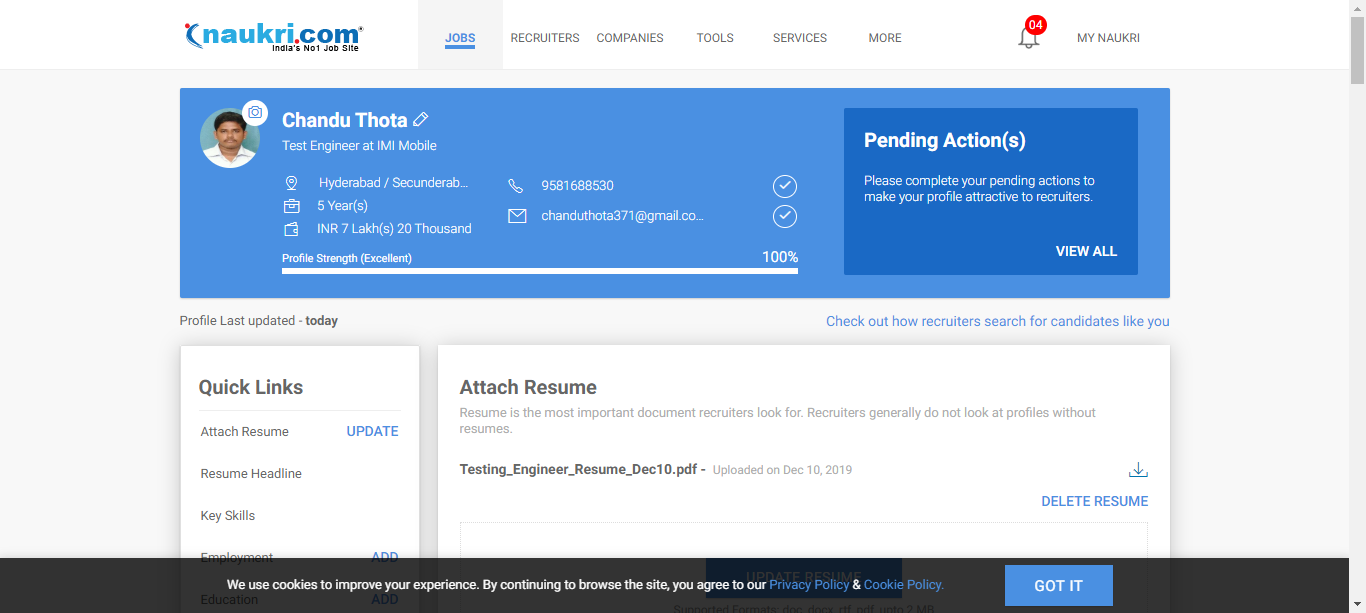 naukri.com
India's No1 Job Site
JOBS
RECRUITERS
COMPANIES
TOOLS
SERVICES
MORE
04
MY NAUKRI
Chandu Thota
Test Engineer at IMI Mobile
Hyderabad / Secunderab...
5 Year(s)
INR 7 Lakh(s) 20 Thousand
9581688530
chanduthota371@gmail.co...
Profile Strength (Excellent)
100%
Pending Action(s)
Please complete your pending actions to
make your profile attractive to recruiters.
VIEW ALL
Profile Last updated - today
Check out how recruiters search for candidates like you
Quick Links
Attach Resume UPDATE
Resume Headline
Key Skills
Employment ADD
Education ADD
Attach Resume
Resume is the most important document recruiters look for. Recruiters generally do not look at profiles without
resumes.
Testing_Engineer_Resume_Dec10.pdf - Uploaded on Dec 10, 2019
DELETE RESUME
UPDATE RESUME
Supported Formats: doc, docx, rtf, pdf, upto 2 MB
We use cookies to improve your experience. By continuing to browse the site, you agree to our Privacy Policy & Cookie Policy.
GOT IT